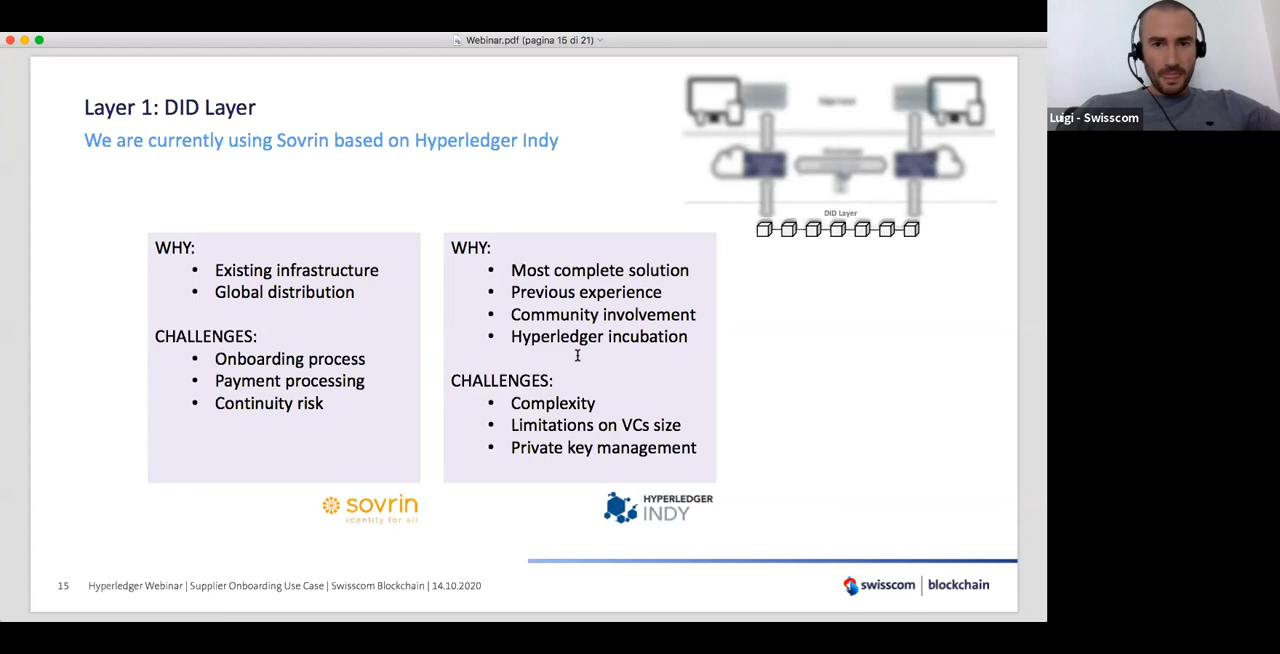 Webinar.pdf (pagina 15 di 21)
Luigi - Swisscom
Layer 1: DID Layer
We are currently using Sovrin based on Hyperledger Indy
DID Layer
WHY:
• Existing infrastructure
• Global distribution
CHALLENGES:
• Onboarding process
• Payment processing
• Continuity risk
sovrin
identity for all
WHY:
• Most complete solution
• Previous experience
• Community involvement
• Hyperledger incubation
CHALLENGES:
• Complexity
• Limitations on VCs size
• Private key management
HYPERLEDGER
INDY
15 Hyperledger Webinar | Supplier Onboarding Use Case | Swisscom Blockchain | 14.10.2020
swisscom | blockchain